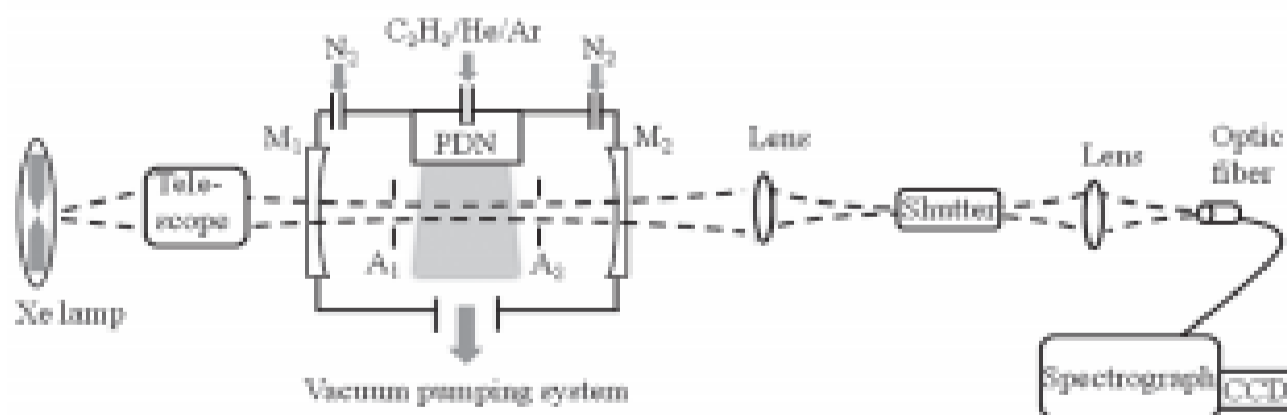 C₂H₂/He/Ar
N₂
N₂
M₁
PDN
M₂
Lens
Lens
Optic
fiber
Tele-
scope
Shutter
A₁
A₂
Xe lamp
Vacuum pumping system
Spectrograph
CCD